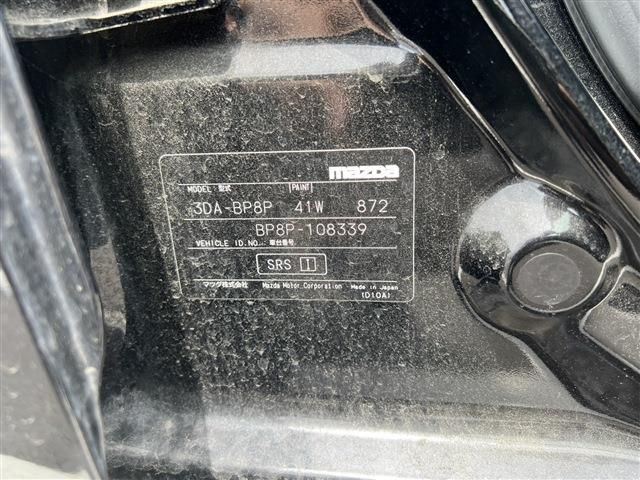 mazda
MODEL:型式 PAINT
3DA-BP8P 41W 872
BP8P-108339
VEHICLE ID.NO. 車台番号
SRS
マツダ株式会社 Mazda Motor Corporation Made in Japan
(D10A)